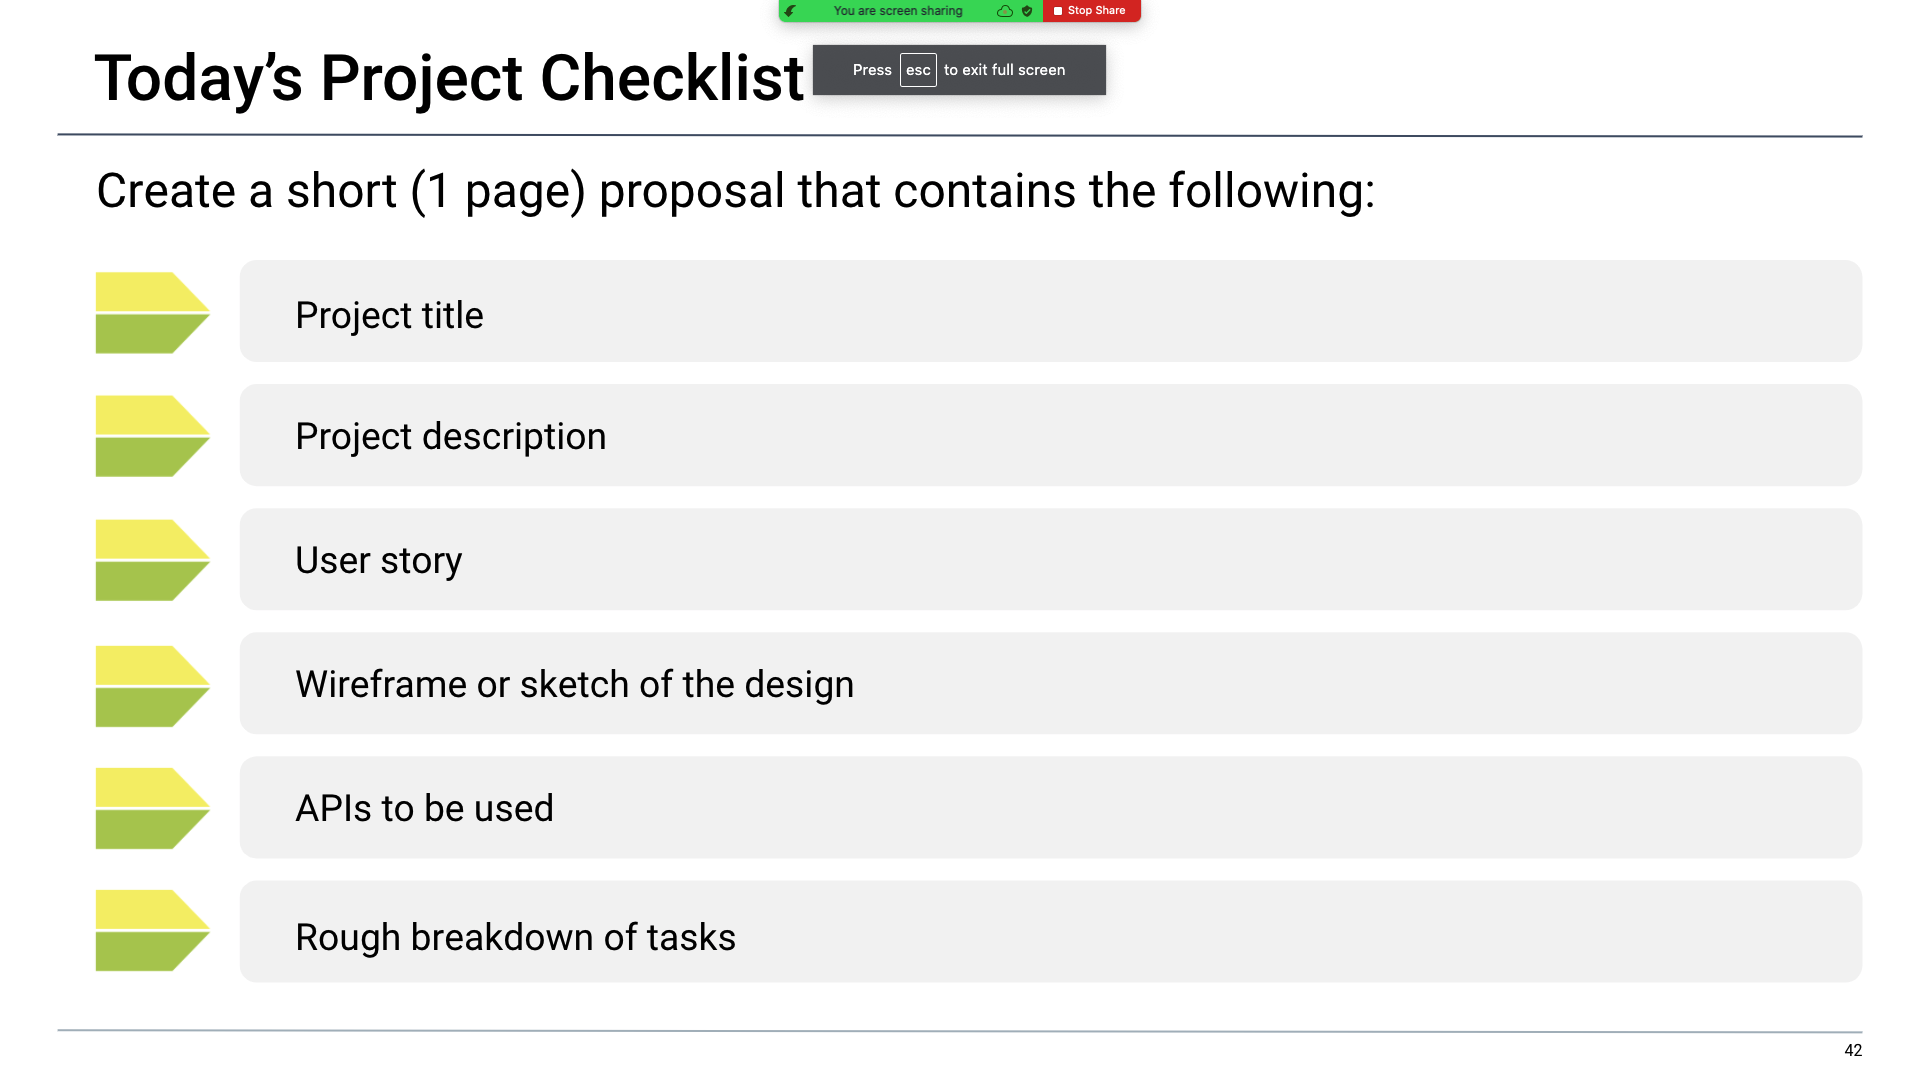 You are screen sharing
Stop Share
Today’s Project Checklist
Press esc to exit full screen
Create a short (1 page) proposal that contains the following:
Project title
Project description
User story
Wireframe or sketch of the design
APIs to be used
Rough breakdown of tasks
42